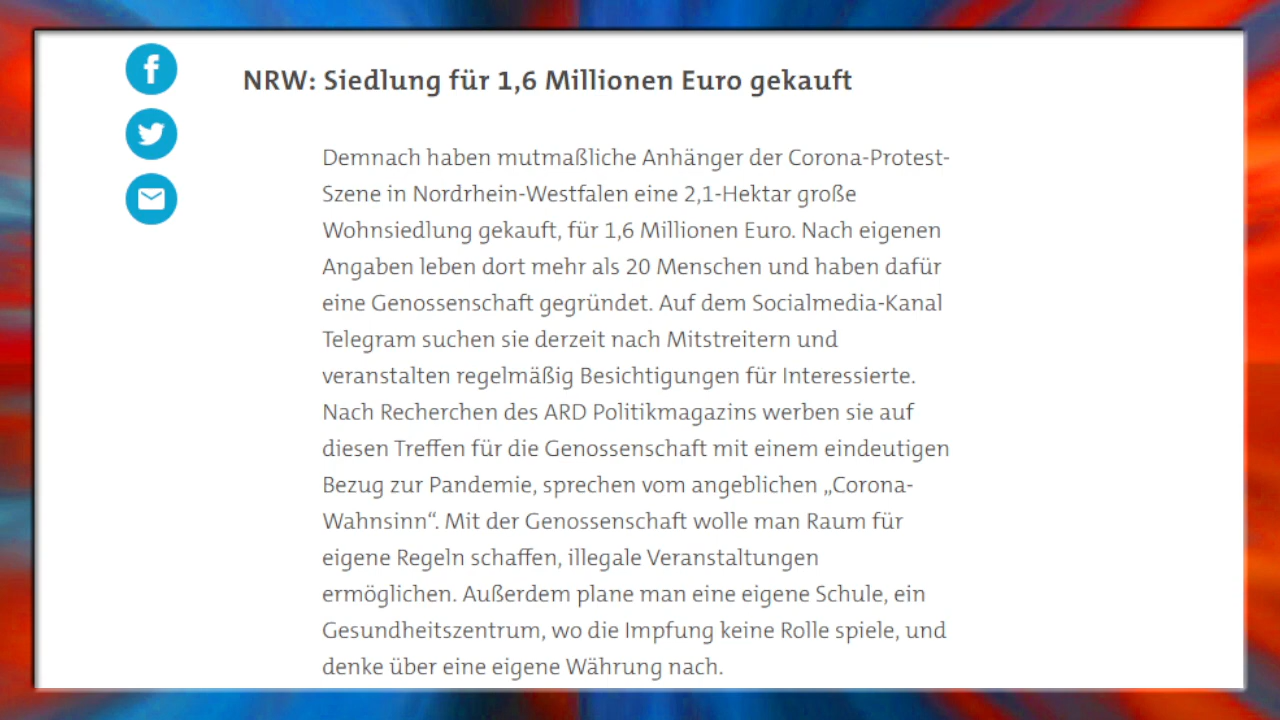 NRW: Siedlung für 1,6 Millionen Euro gekauft
Demnach haben mutmaßliche Anhänger der Corona-Protest-
Szene in Nordrhein-Westfalen eine 2,1-Hektar große
Wohnsiedlung gekauft, für 1,6 Millionen Euro. Nach eigenen
Angaben leben dort mehr als 20 Menschen und haben dafür
eine Genossenschaft gegründet. Auf dem Socialmedia-Kanal
Telegram suchen sie derzeit nach Mitstreitern und
veranstalten regelmäßig Besichtigungen für Interessierte.
Nach Recherchen des ARD Politikmagazins werben sie auf
diesen Treffen für die Genossenschaft mit einem eindeutigen
Bezug zur Pandemie, sprechen vom angeblichen „Corona-
Wahnsinn“. Mit der Genossenschaft wolle man Raum für
eigene Regeln schaffen, illegale Veranstaltungen
ermöglichen. Außerdem plane man eine eigene Schule, ein
Gesundheitszentrum, wo die Impfung keine Rolle spiele, und
denke über eine eigene Währung nach.